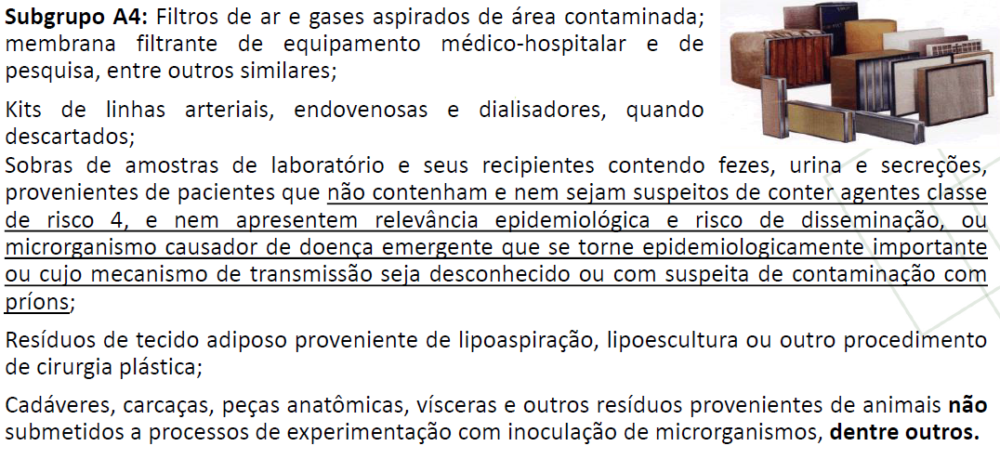 Subgrupo A4: Filtros de ar e gases aspirados de área contaminada;
membrana filtrante de equipamento médico-hospitalar e de
pesquisa, entre outros similares;
Kits de linhas arteriais, endovenosas e dialisadores, quando
descartados;
Sobras de amostras de laboratório e seus recipientes contendo fezes, urina e secreções,
provenientes de pacientes que não contenham e nem sejam suspeitos de conter agentes classe
de risco 4, e nem apresentem relevância epidemiológica e risco de disseminação, ou
microrganismo causador de doença emergente que se torne epidemiologicamente importante
ou cujo mecanismo de transmissão seja desconhecido ou com suspeita de contaminação com
príons;
Resíduos de tecido adiposo proveniente de lipoaspiração, lipoescultura ou outro procedimento
de cirurgia plástica;
Cadáveres, carcaças, peças anatômicas, vísceras e outros resíduos provenientes de animais não
submetidos a processos de experimentação com inoculação de microrganismos, dentre outros.